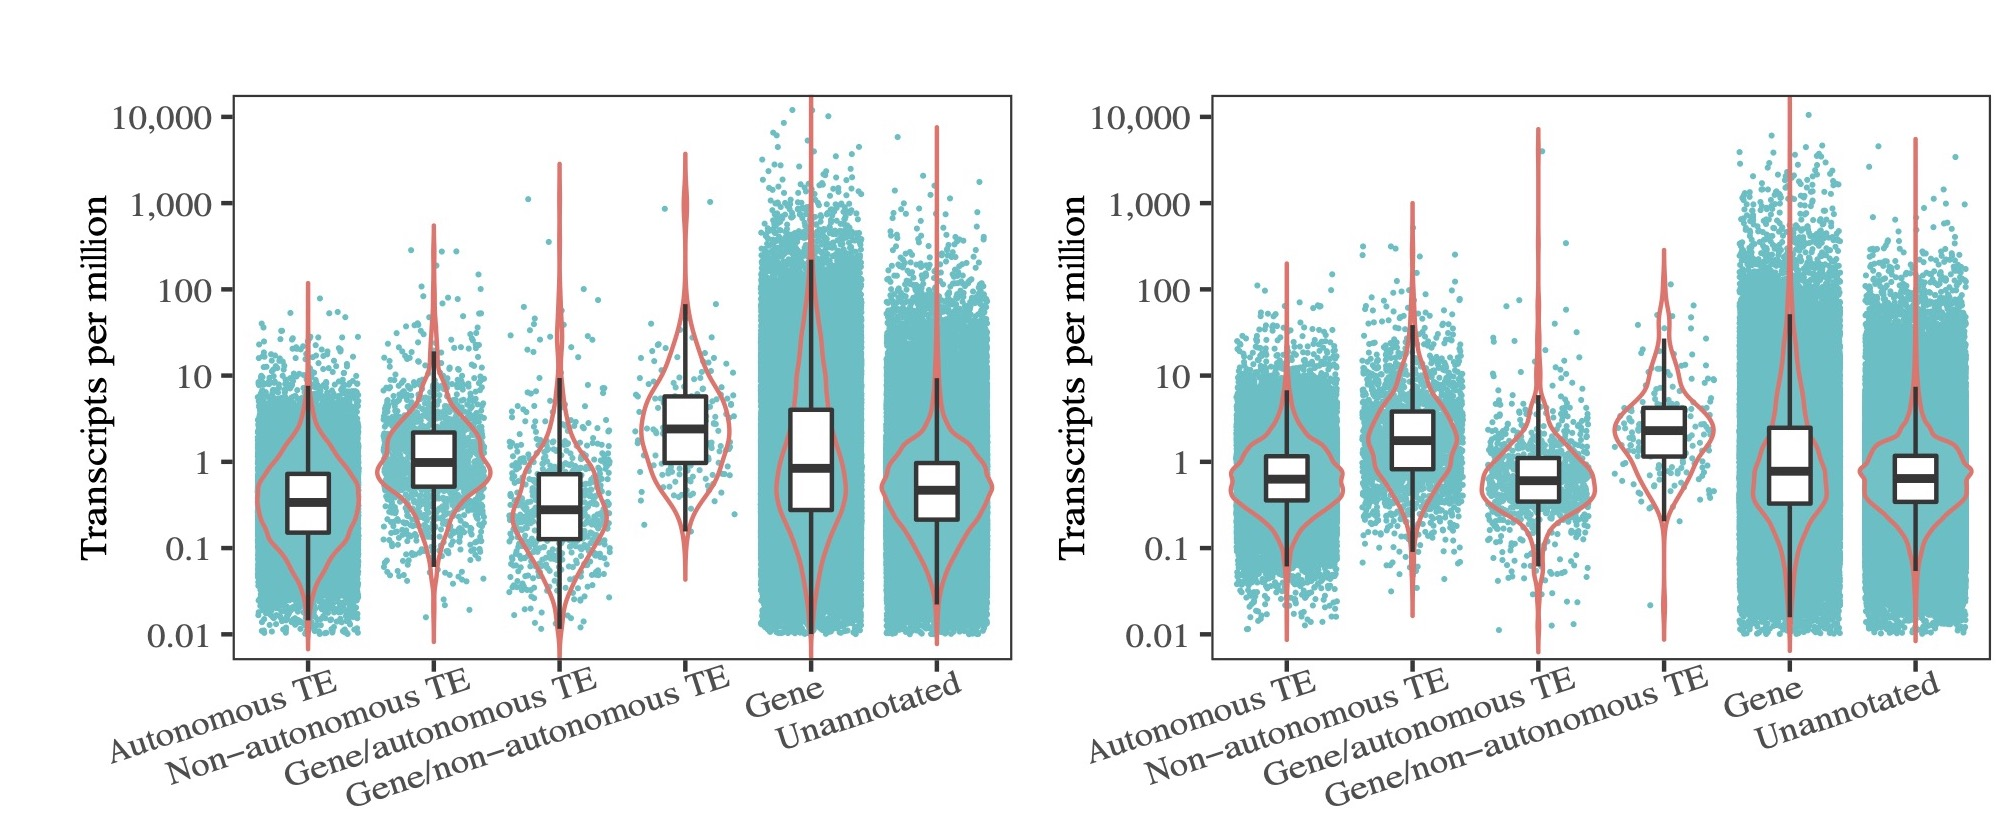 Transcripts per million
10,000
1,000
100
10
1
0.1
0.01
Autonomous TE
Non−autonomous TE
Gene/autonomous TE
Gene/non−autonomous TE
Gene
Unannotated
Transcripts per million
10,000
1,000
100
10
1
0.1
0.01
Autonomous TE
Non−autonomous TE
Gene/autonomous TE
Gene/non−autonomous TE
Gene
Unannotated